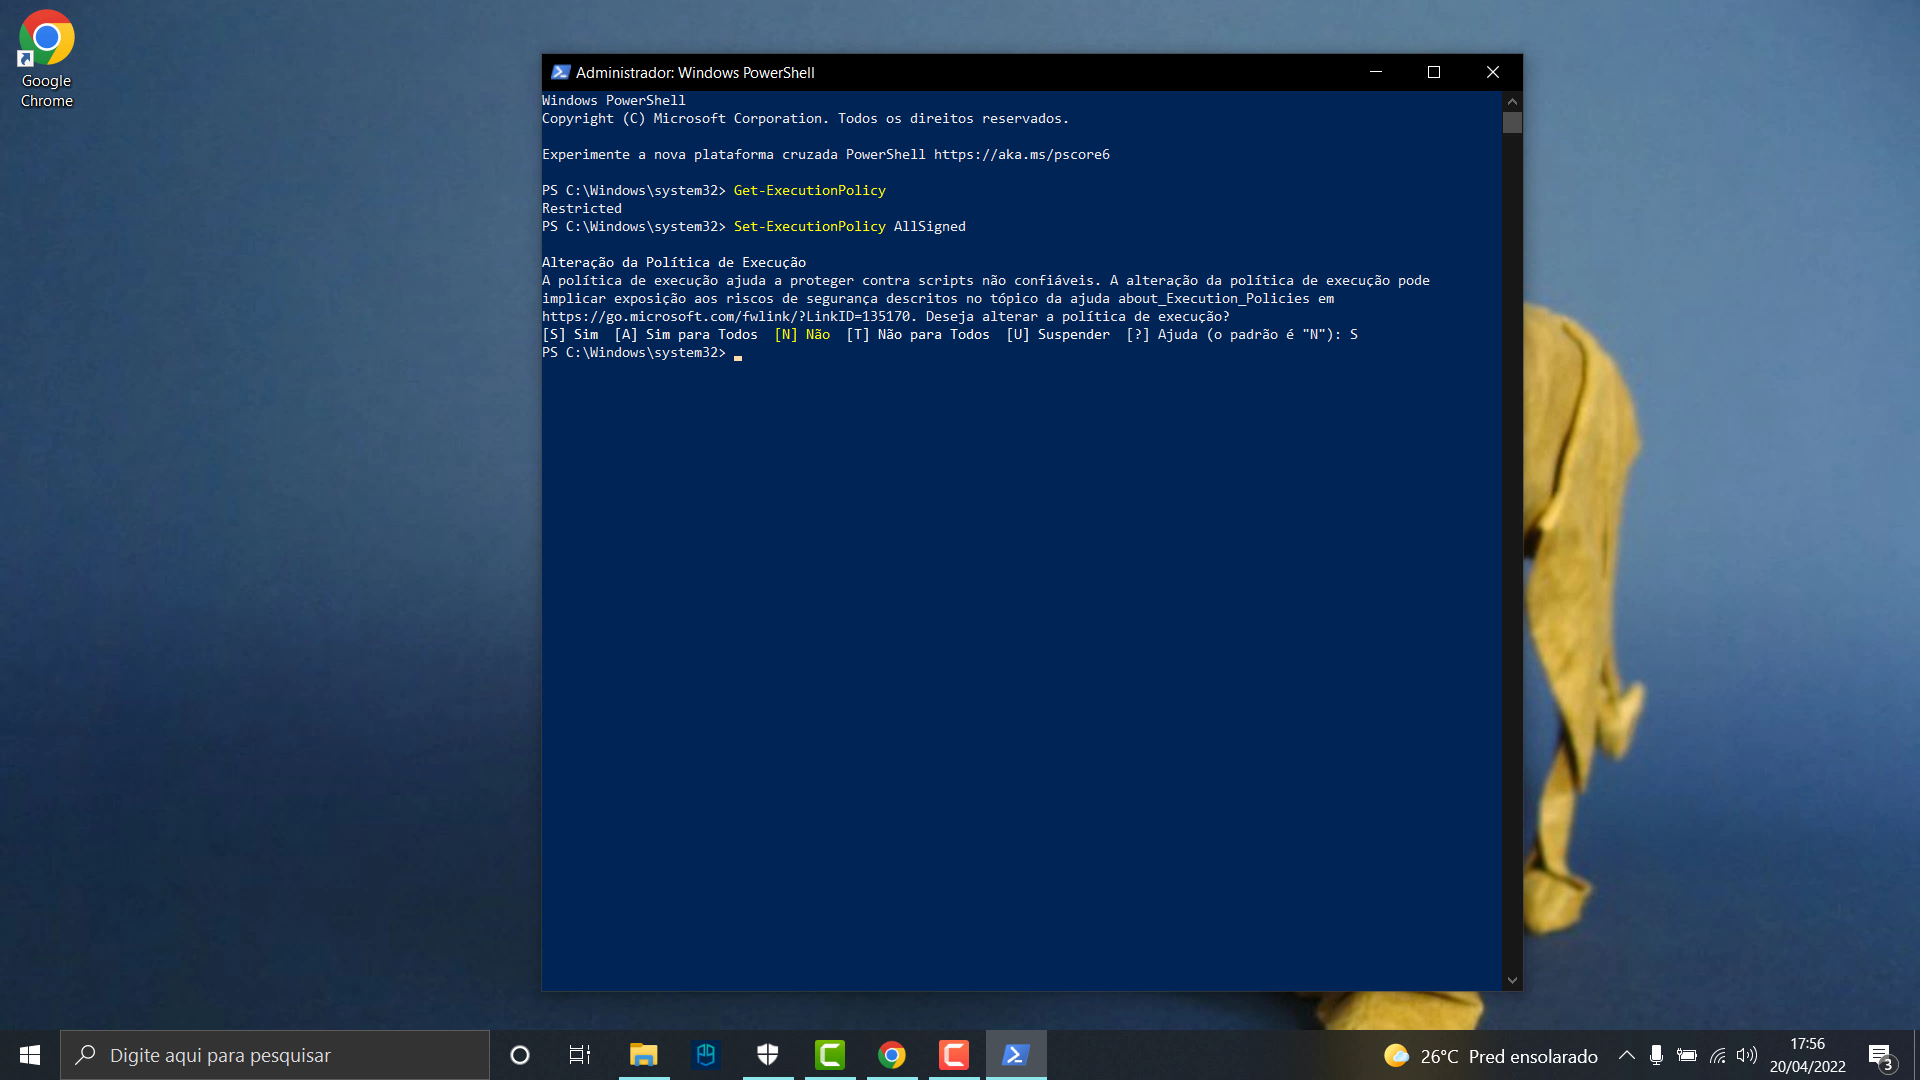 Google
Chrome
Administrador: Windows PowerShell
Windows PowerShell
Copyright (C) Microsoft Corporation. Todos os direitos reservados.
Experimente a nova plataforma cruzada PowerShell https://aka.ms/pscore6
PS C:\Windows\system32> Get-ExecutionPolicy
Restricted
PS C:\Windows\system32> Set-ExecutionPolicy AllSigned
Alteração da Política de Execução
A política de execução ajuda a proteger contra scripts não confiáveis. A alteração da política de execução pode
implicar exposição aos riscos de segurança descritos no tópico da ajuda about_Execution_Policies em
https://go.microsoft.com/fwlink/?LinkID=135170. Deseja alterar a política de execução?
[S] Sim  [A] Sim para Todos  [N] Não  [T] Não para Todos  [U] Suspender  [?] Ajuda (o padrão é "N"): S
PS C:\Windows\system32>
Digite aqui para pesquisar
26°C Pred ensolarado
17:56
20/04/2022
3